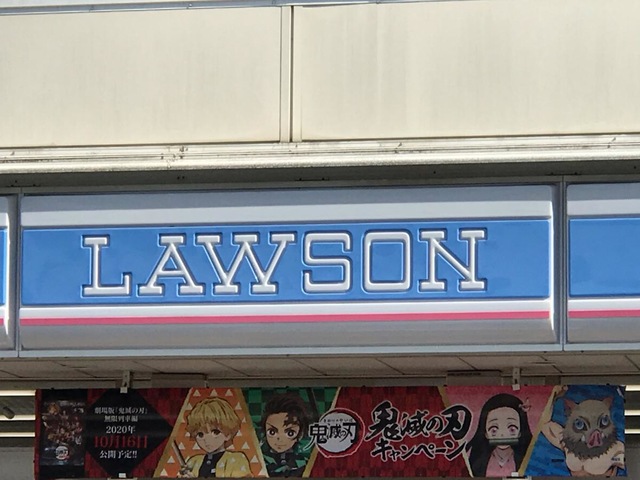 LAWSON
劇場版「鬼滅の刃」
無限列車編
2020年
10月16日
公開予定!!
鬼滅の刃
鬼滅の刃
キャンペーン